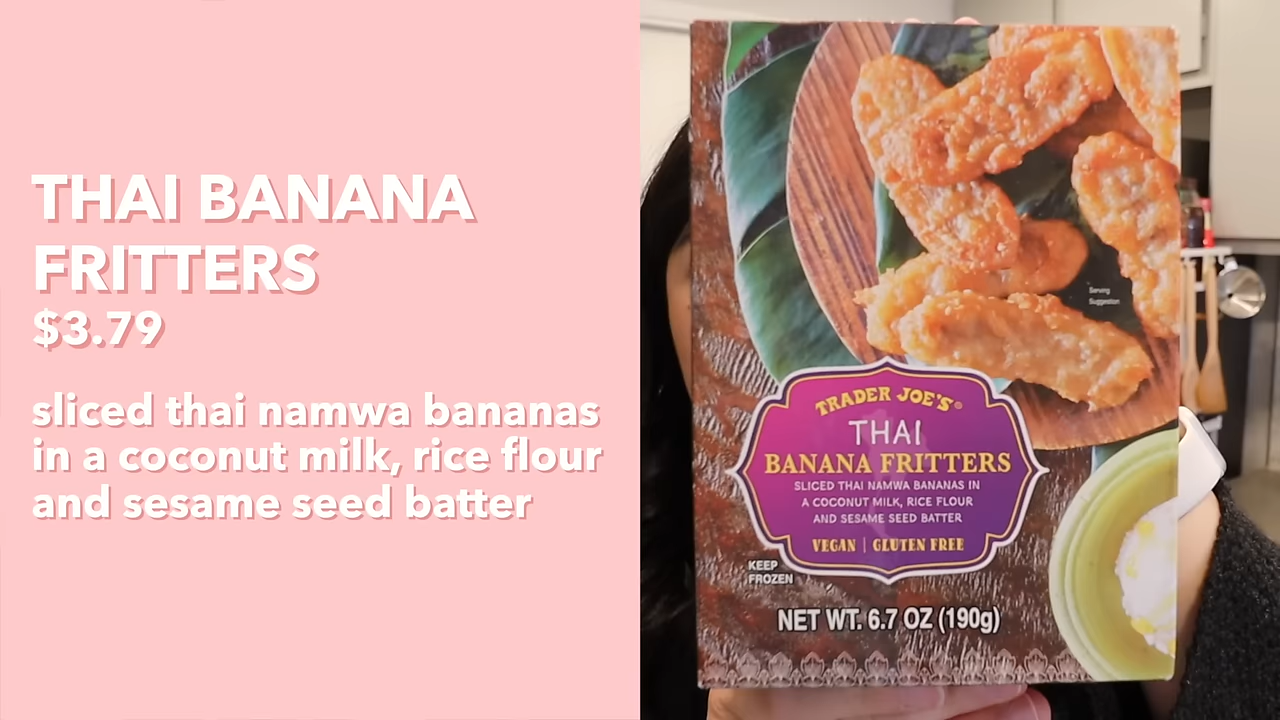 THAI BANANA
FRITTERS
$3.79
sliced thai namwa bananas
in a coconut milk, rice flour
and sesame seed batter
Serving
Suggestion
TRADER JOE'S®
THAI
BANANA FRITTERS
SLICED THAI NAMWA BANANAS IN
A COCONUT MILK, RICE FLOUR
AND SESAME SEED BATTER
VEGAN | GLUTEN FREE
KEEP
FROZEN
NET WT. 6.7 OZ (190g)